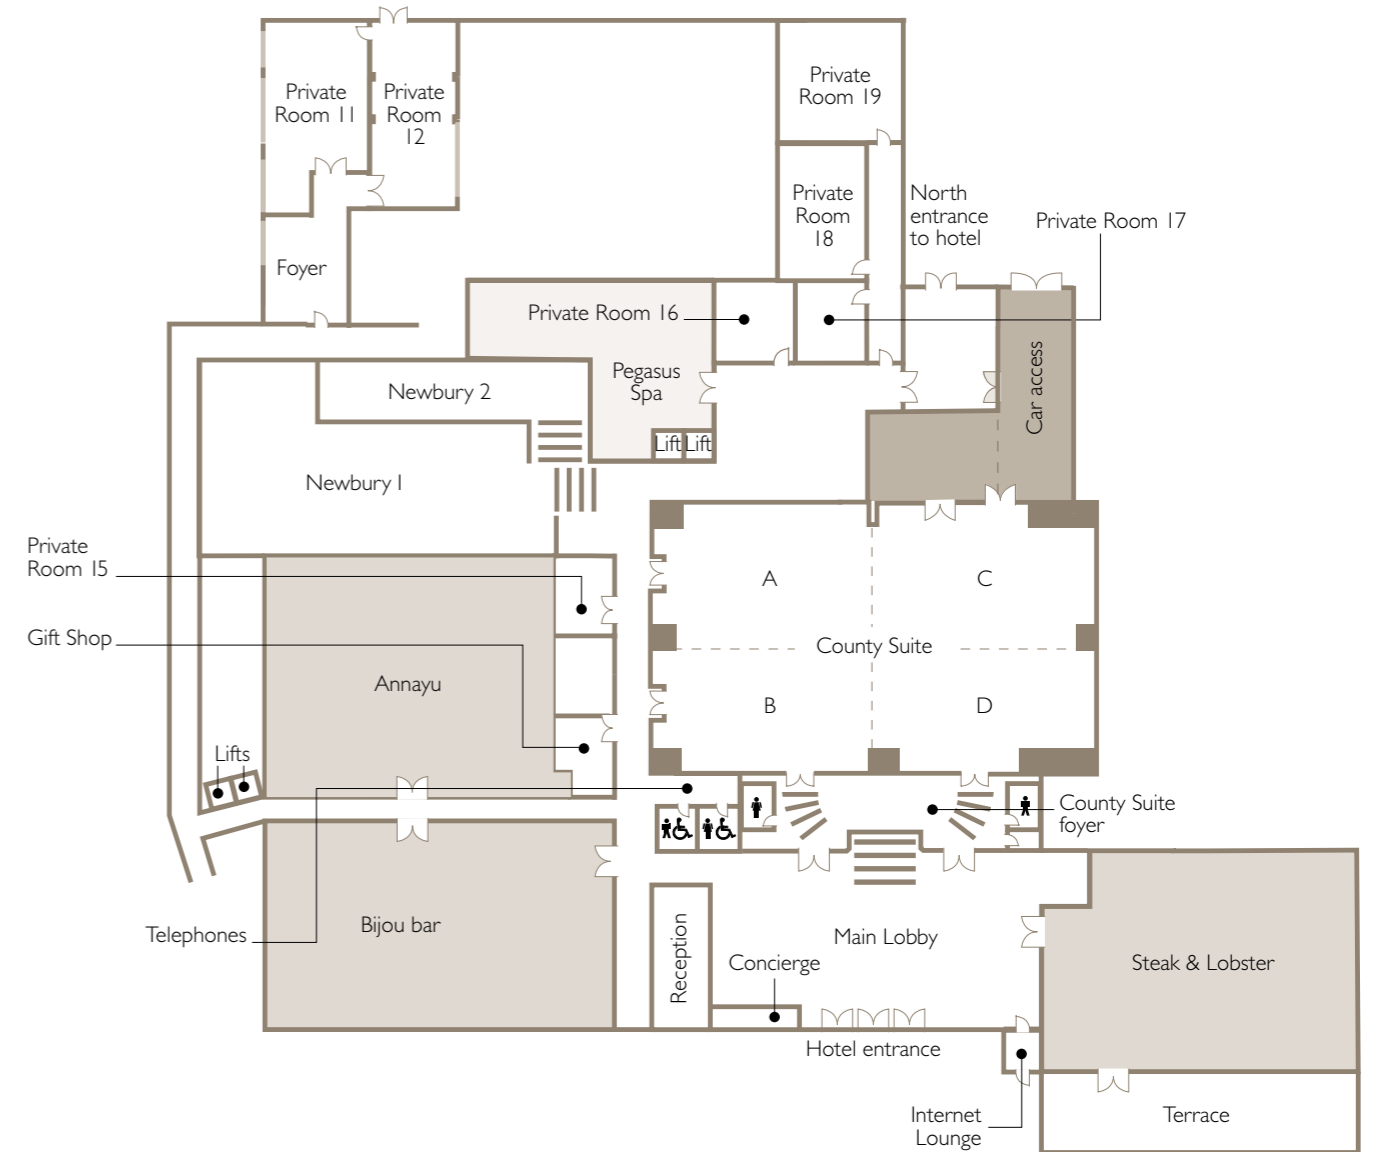 Private
Room 11
Private
Room
12
Private
Room 19
Private
Room
18
North
entrance
to hotel
Private Room 17
Foyer
Private Room 16
Pegasus
Spa
Car access
Newbury 2
Lift
Lift
Newbury 1
Private
Room 15
Gift Shop
A
C
County Suite
Annayu
B
D
Lifts
County Suite
foyer
Telephones
Bijou bar
Reception
Main Lobby
Concierge
Steak & Lobster
Hotel entrance
Internet
Lounge
Terrace